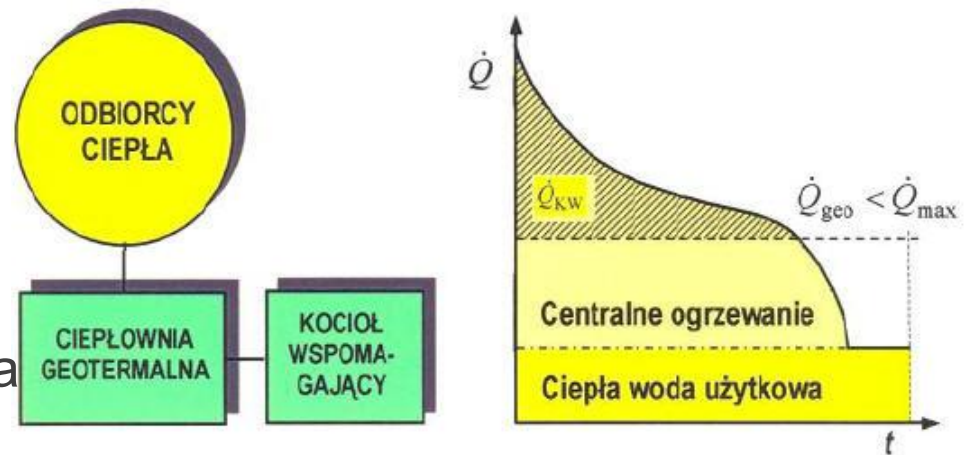 ODBIORCY
CIEPŁA
CIEPŁOWNIA
GEOTERMALNA
KOCIOŁ
WSPOMA-
GAJĄCY
a
Q̇
Q̇KW
Q̇geo < Q̇max
Centralne ogrzewanie
Ciepła woda użytkowa
t